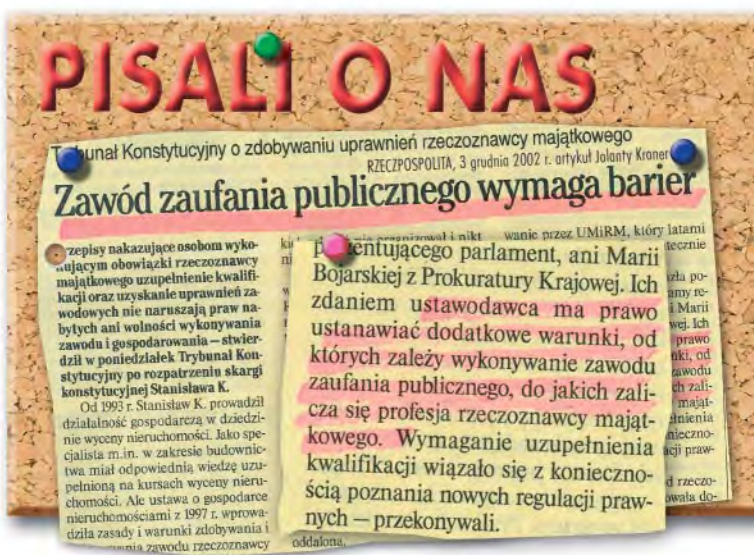 PISALI O NAS
Trybunał Konstytucyjny o zdobywaniu uprawnień rzeczoznawcy majątkowego
RZECZPOSPOLITA, 3 grudnia 2002 r. artykuł Jolanty Kroner
Zawód zaufania publicznego wymaga barier
Przepisy nakazujące osobom wyko-
nującym obowiązki rzeczoznawcy
majątkowego uzupełnienie kwalifi-
kacji oraz uzyskanie uprawnień za-
wodowych nie naruszają praw na-
bytych ani wolności wykonywania
zawodu i gospodarowania – stwier-
dził w poniedziałek Trybunał Kon-
stytucyjny po rozpatrzeniu skargi
konstytucyjnej Stanisława K.
Od 1993 r. Stanisław K. prowadził
działalność gospodarczą w dziedzi-
nie wyceny nieruchomości. Jako spe-
cjalista m.in. w zakresie budownic-
twa miał odpowiednią wiedzę uzu-
pełnioną na kursach wyceny nieru-
chomości. Ale ustawa o gospodarce
nieruchomościami z 1997 r. wprowa-
dziła zasady i warunki zdobywania i
zawodu rzeczoznawcy
nie organizował i nikt
oddalona.
wanie przez UMiRM, który latami
prezentującego parlament, ani Marii
Bojarskiej z Prokuratury Krajowej. Ich
zdaniem ustawodawca ma prawo
ustanawiać dodatkowe warunki, od
których zależy wykonywanie zawodu
zaufania publicznego, do jakich zali-
cza się profesja rzeczoznawcy mająt-
kowego. Wymaganie uzupełnienia
kwalifikacji wiązało się z konieczno-
ścią poznania nowych regulacji praw-
nych – przekonywali.